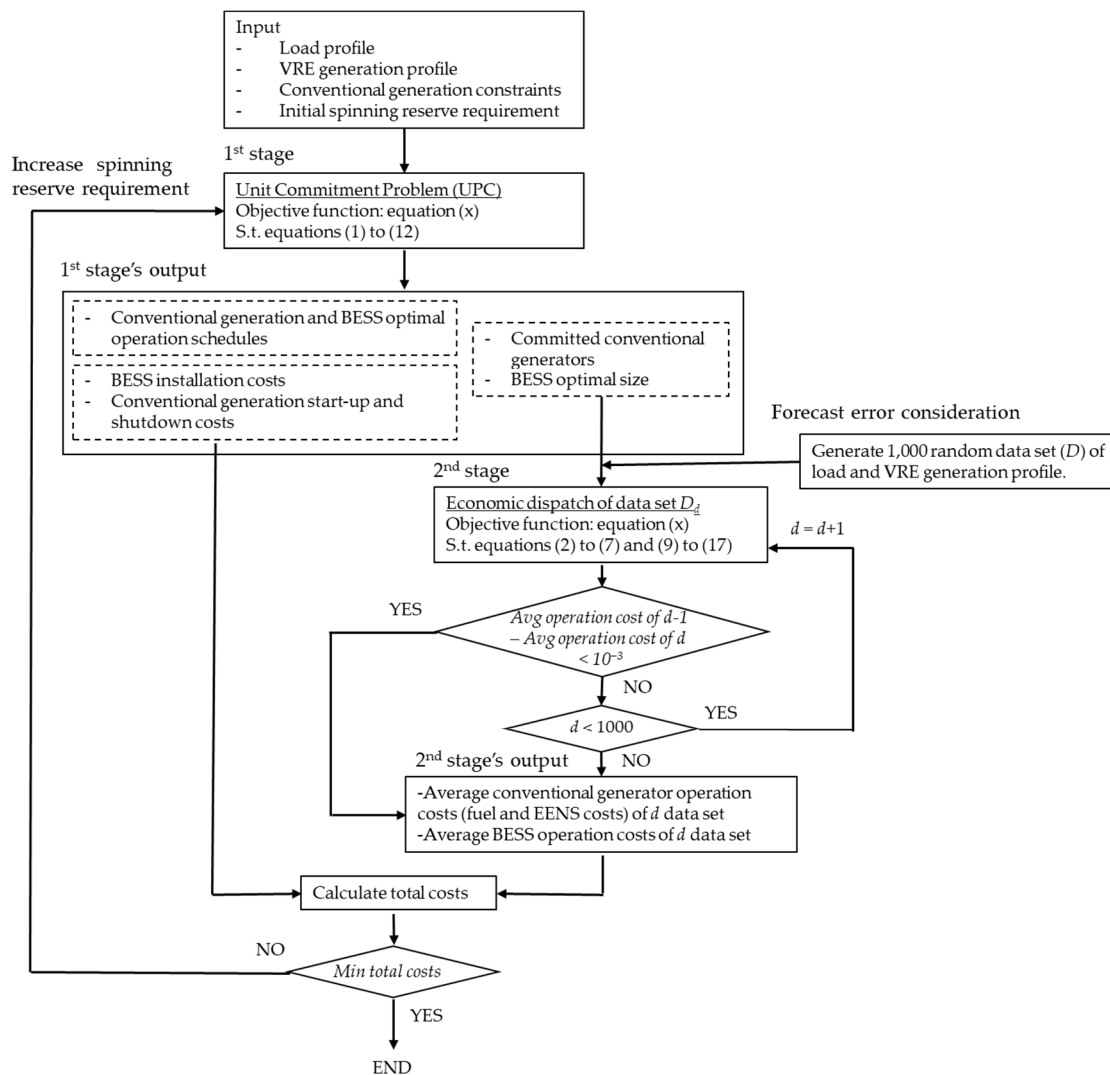 Input
- Load profile
- VRE generation profile
- Conventional generation constraints
- Initial spinning reserve requirement
1st stage
Increase spinning
reserve requirement
Unit Commitment Problem (UPC)
Objective function: equation (x)
S.t. equations (1) to (12)
1st stage's output
- Conventional generation and BESS optimal
operation schedules
- Committed conventional
generators
- BESS optimal size
- BESS installation costs
- Conventional generation start-up and
shutdown costs
Forecast error consideration
Generate 1,000 random data set (D) of
load and VRE generation profile.
2nd stage
Economic dispatch of data set Dd
Objective function: equation (x)
S.t. equations (2) to (7) and (9) to (17)
d = d+1
YES
Avg operation cost of d-1
– Avg operation cost of d
< 10⁻³
NO
d < 1000
YES
NO
2nd stage's output
-Average conventional generator operation
costs (fuel and EENS costs) of d data set
-Average BESS operation costs of d data set
Calculate total costs
NO
Min total costs
YES
END